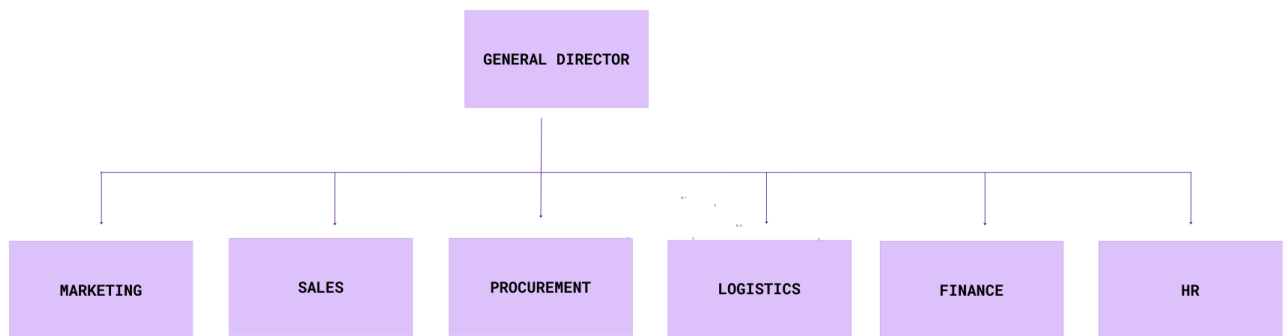 GENERAL DIRECTOR
MARKETING
SALES
PROCUREMENT
LOGISTICS
FINANCE
HR